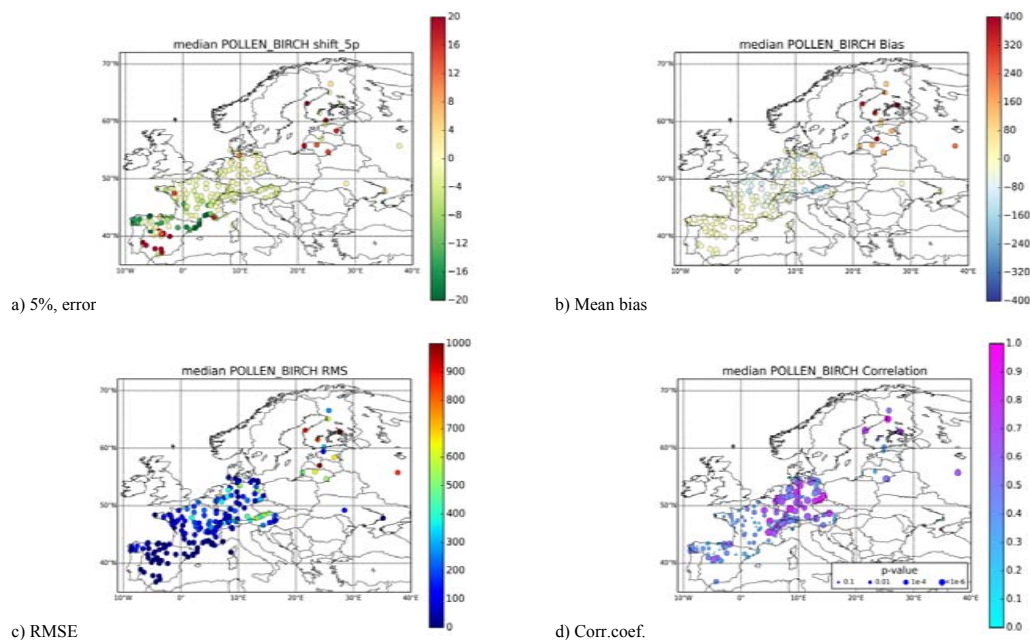 median POLLEN_BIRCH shift_5p
70°N
60°N
50°N
40°N
10°W 0° 10°E 20°E 30°E 40°E
20
16
12
8
4
0
−4
−8
−12
−16
−20
a) 5%, error
median POLLEN_BIRCH Bias
70°N
60°N
50°N
40°N
10°W 0° 10°E 20°E 30°E 40°E
400
320
240
160
80
0
−80
−160
−240
−320
−400
b) Mean bias
median POLLEN_BIRCH RMS
70°N
60°N
50°N
40°N
10°W 0° 10°E 20°E 30°E 40°E
1000
900
800
700
600
500
400
300
200
100
0
c) RMSE
median POLLEN_BIRCH Correlation
70°N
60°N
50°N
40°N
p-value
0.1 0.01 1e-4 <1e-6
10°W 0° 10°E 20°E 30°E 40°E
1.0
0.9
0.8
0.7
0.6
0.5
0.4
0.3
0.2
0.1
0.0
d) Corr.coef.